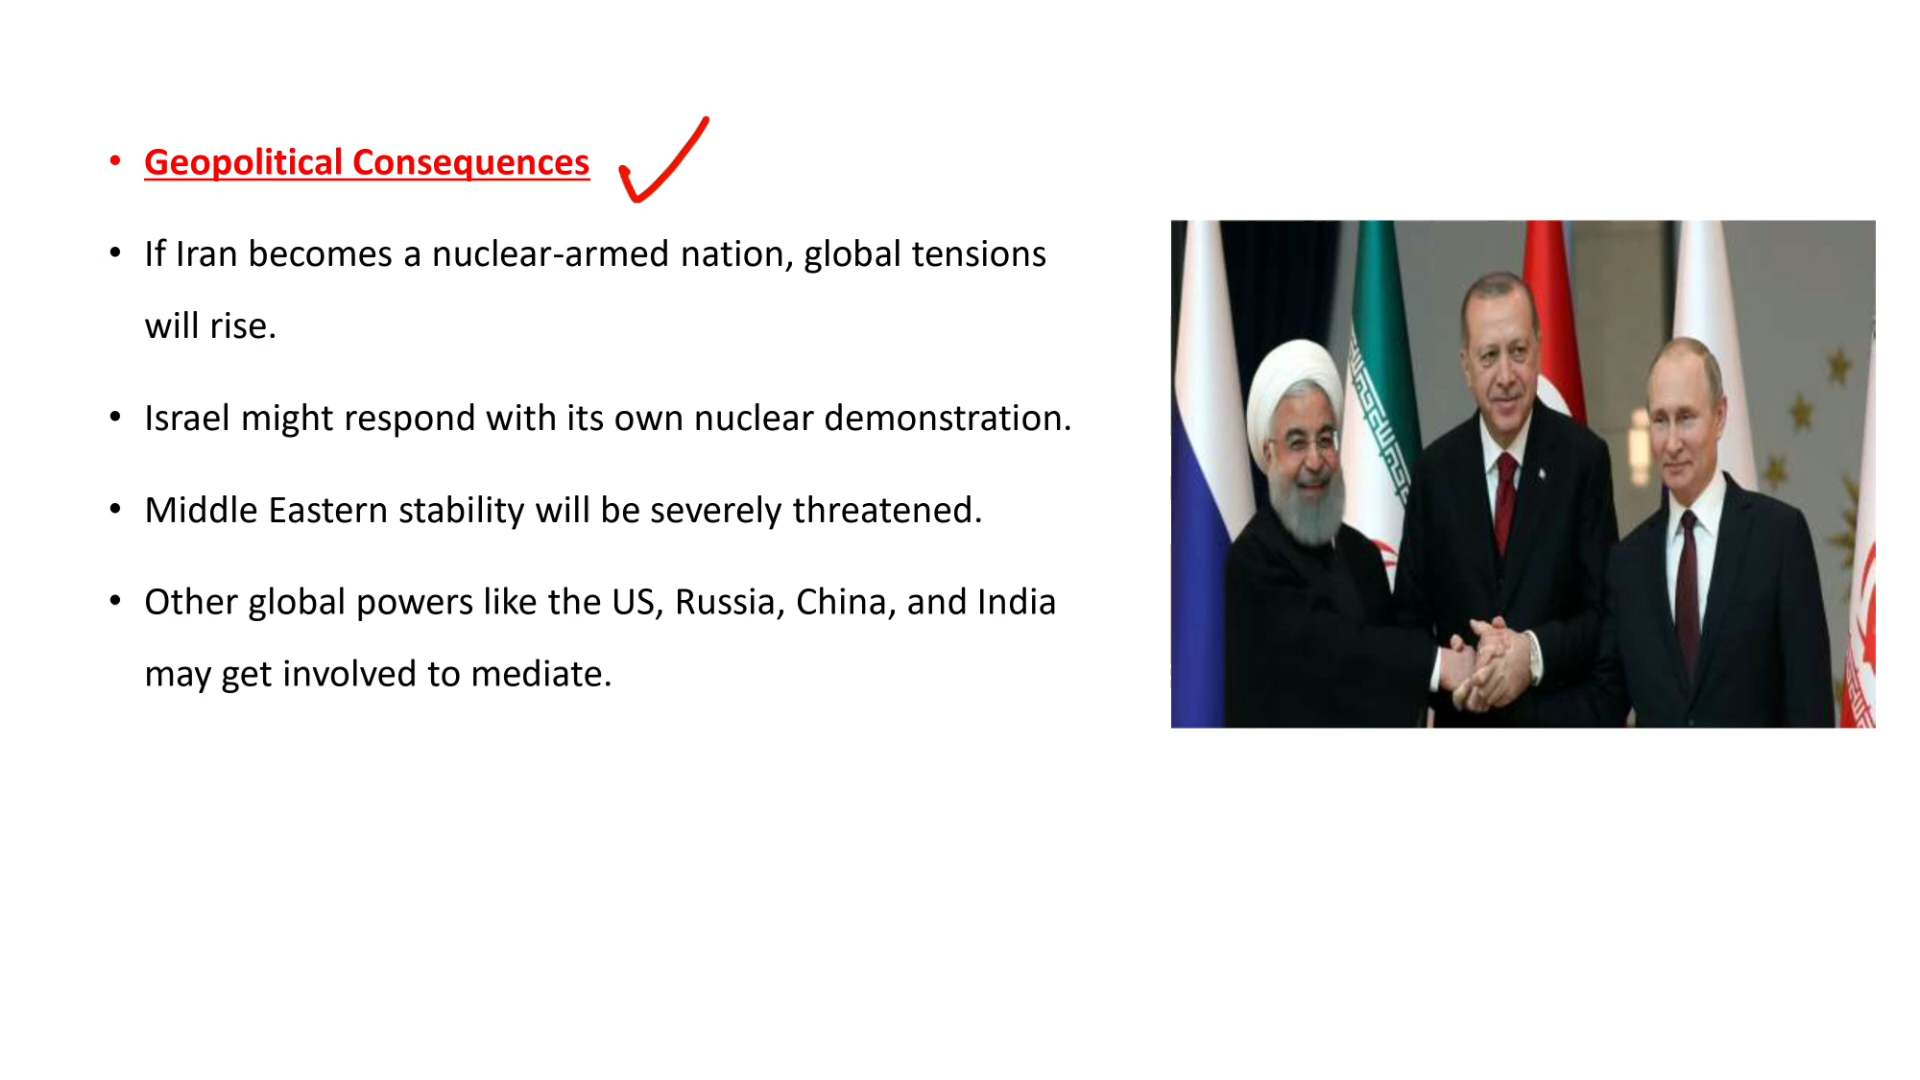 • Geopolitical Consequences
• If Iran becomes a nuclear-armed nation, global tensions
will rise.
• Israel might respond with its own nuclear demonstration.
• Middle Eastern stability will be severely threatened.
• Other global powers like the US, Russia, China, and India
may get involved to mediate.